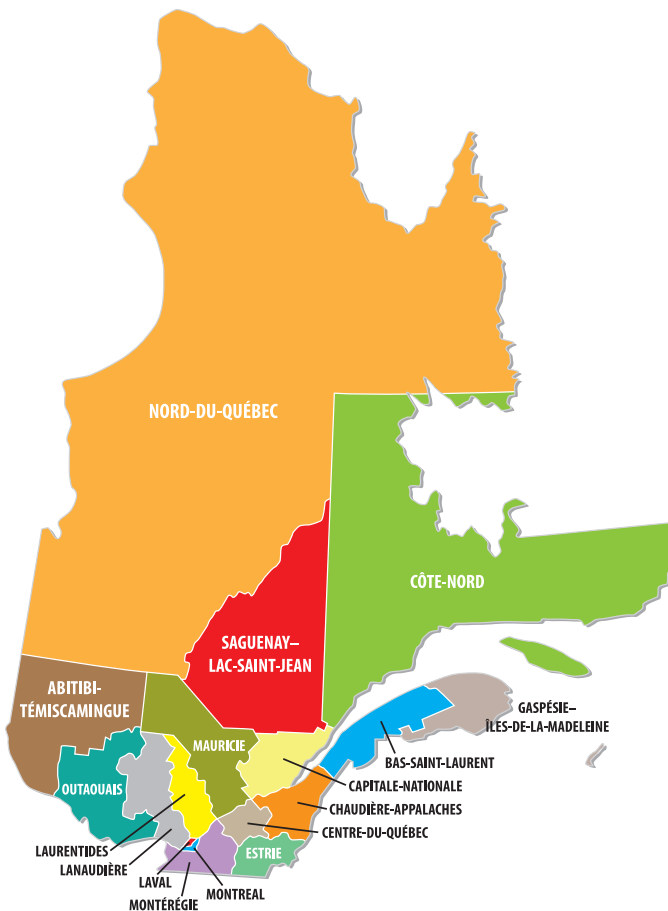 NORD-DU-QUÉBEC
CÔTE-NORD
SAGUENAY–
LAC-SAINT-JEAN
ABITIBI-
TÉMISCAMINGUE
GASPÉSIE–
ÎLES-DE-LA-MADELEINE
MAURICIE
BAS-SAINT-LAURENT
CAPITALE-NATIONALE
OUTAOUAIS
CHAUDIÈRE-APPALACHES
CENTRE-DU-QUÉBEC
LAURENTIDES
ESTRIE
LANAUDIÈRE
LAVAL
MONTREAL
MONTÉRÉGIE